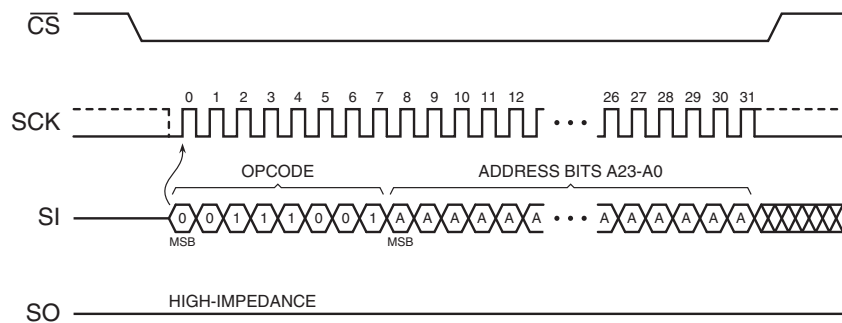 CS
0 1 2 3 4 5 6 7 8 9 10 11 12 26 27 28 29 30 31
SCK
OPCODE ADDRESS BITS A23-A0
SI 0 0 1 1 1 0 0 1 A A A A A A A A A A A A
MSB MSB
HIGH-IMPEDANCE
SO